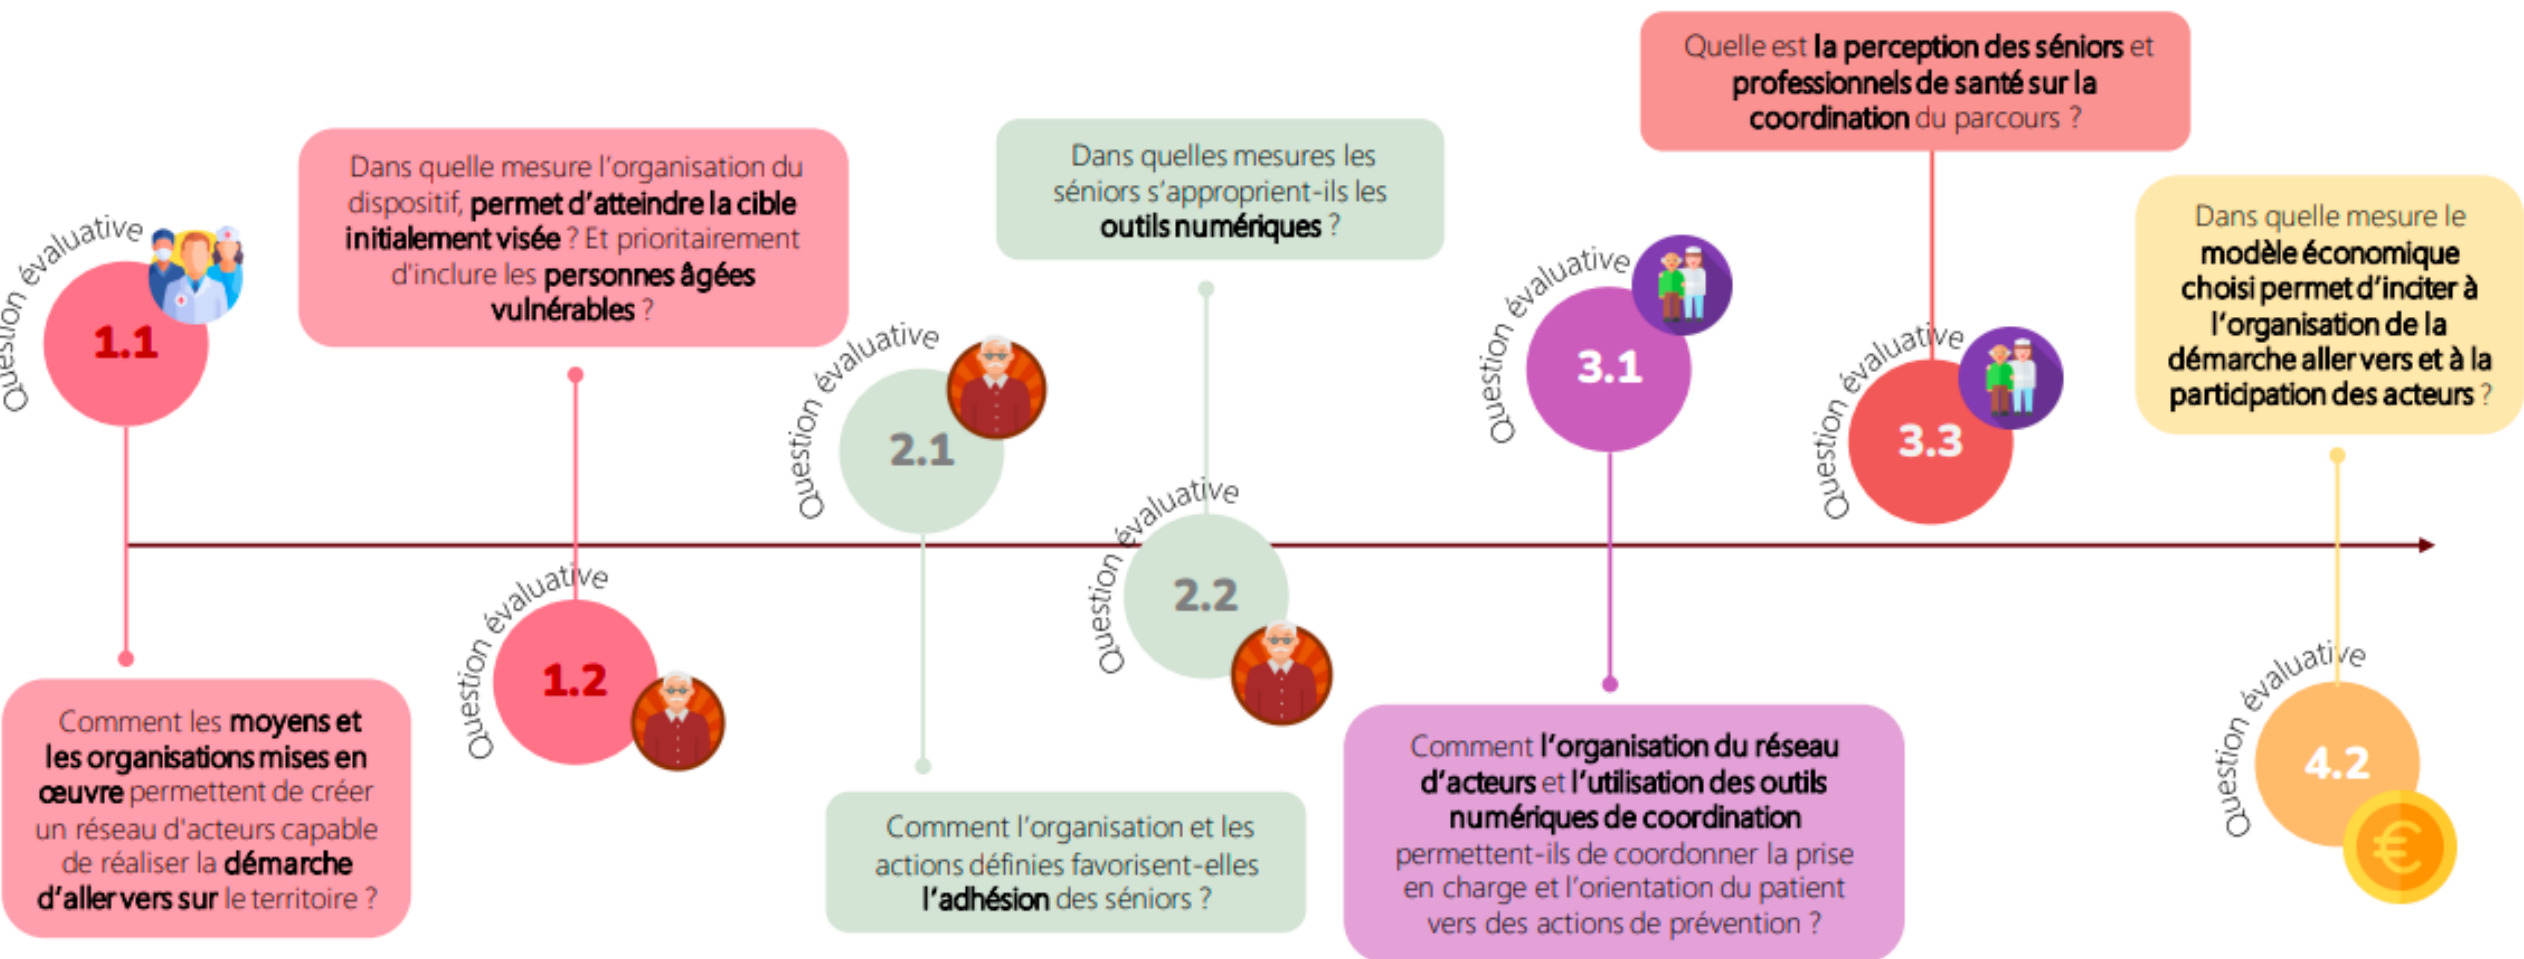 Question évaluative
1.1
Comment les moyens et
les organisations mises en
œuvre permettent de créer
un réseau d'acteurs capable
de réaliser la démarche
d'aller vers sur le territoire ?
Dans quelle mesure l'organisation du
dispositif, permet d'atteindre la cible
initialement visée ? Et prioritairement
d'inclure les personnes âgées
vulnérables ?
Question évaluative
1.2
Question évaluative
2.1
Comment l'organisation et les
actions définies favorisent-elles
l'adhésion des séniors ?
Dans quelles mesures les
séniors s'approprient-ils les
outils numériques ?
Question évaluative
2.2
Question évaluative
3.1
Comment l'organisation du réseau
d'acteurs et l'utilisation des outils
numériques de coordination
permettent-ils de coordonner la prise
en charge et l'orientation du patient
vers des actions de prévention ?
Quelle est la perception des séniors et
professionnels de santé sur la
coordination du parcours ?
Question évaluative
3.3
Dans quelle mesure le
modèle économique
choisi permet d'inciter à
l'organisation de la
démarche aller vers et à la
participation des acteurs ?
Question évaluative
4.2
€